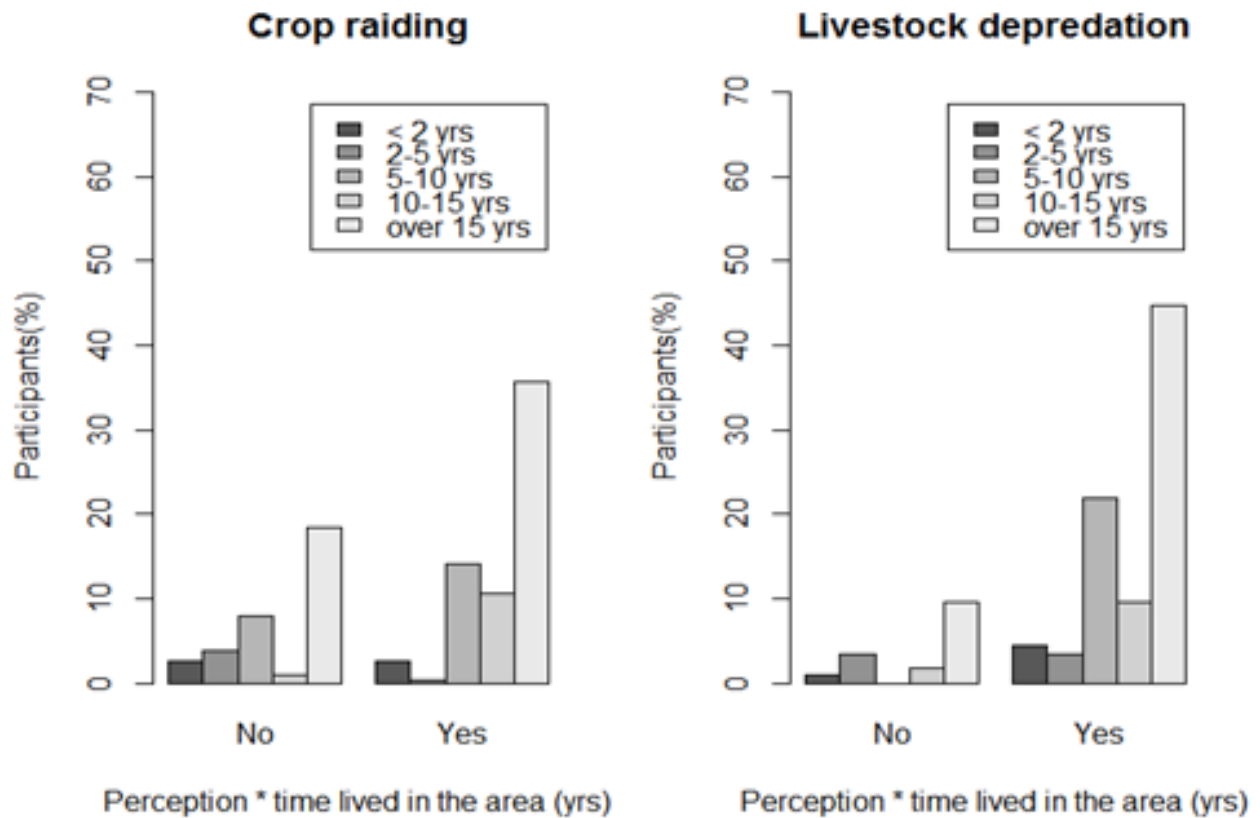 Crop raiding
Participants(%)
70
60
50
40
30
20
10
0
< 2 yrs
2-5 yrs
5-10 yrs
10-15 yrs
over 15 yrs
No
Yes
Perception * time lived in the area (yrs)
Livestock depredation
Participants(%)
70
60
50
40
30
20
10
0
< 2 yrs
2-5 yrs
5-10 yrs
10-15 yrs
over 15 yrs
No
Yes
Perception * time lived in the area (yrs)